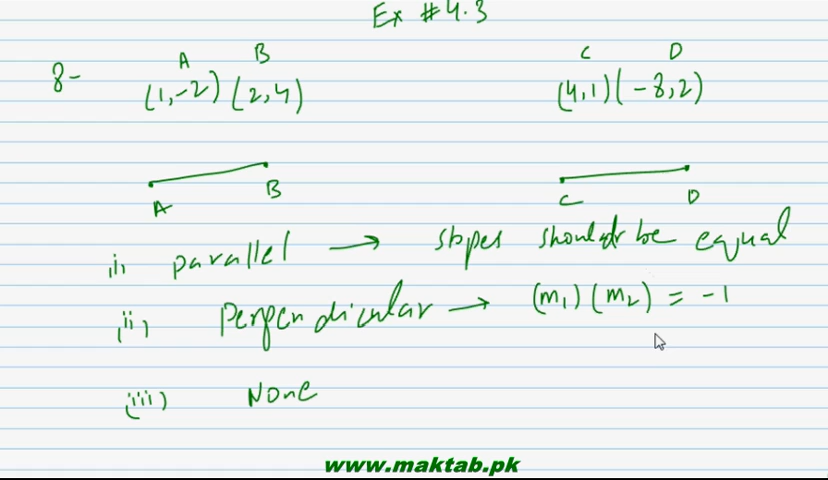 Ex #4.3
A B C D
8- (1,-2) (2,4) (4,1) (-8,2)
A B C D
(i) parallel → slopes should be equal
(ii) Perpendicular → (m₁) (m₂) = -1
(iii) None
www.maktab.pk